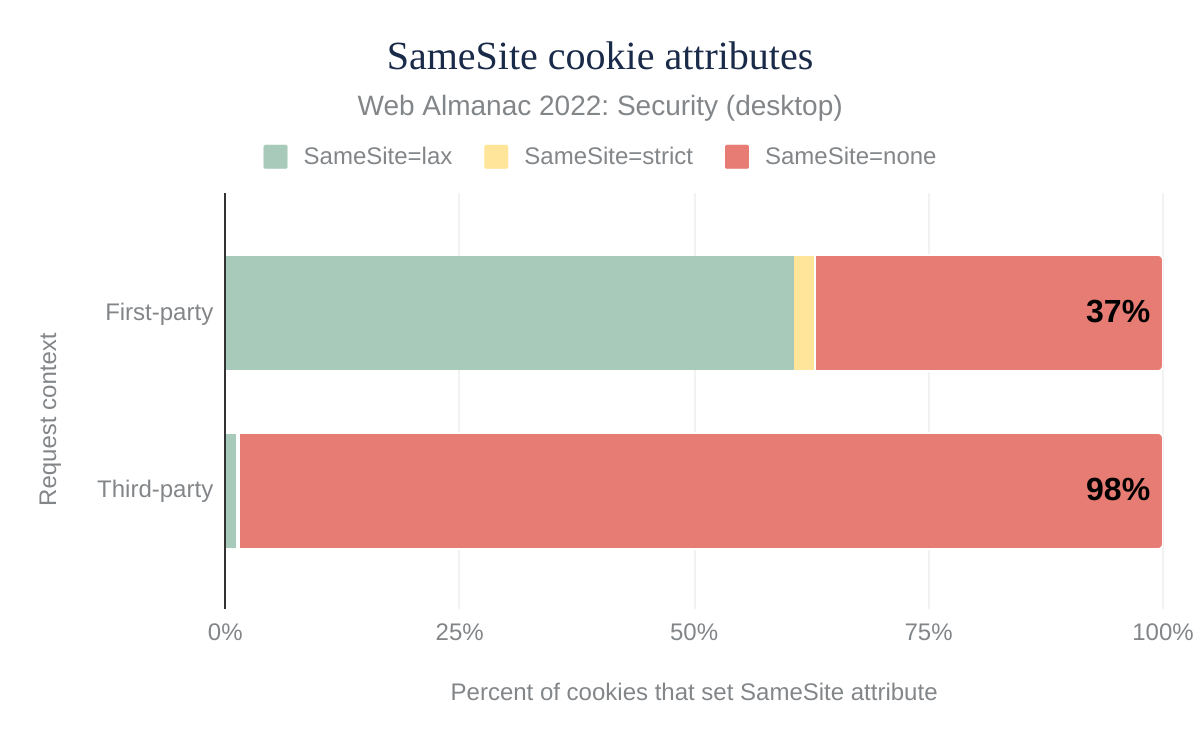 SameSite cookie attributes
Web Almanac 2022: Security (desktop)
SameSite=lax SameSite=strict SameSite=none
Request context
First-party
37%
Third-party
98%
0% 25% 50% 75% 100%
Percent of cookies that set SameSite attribute